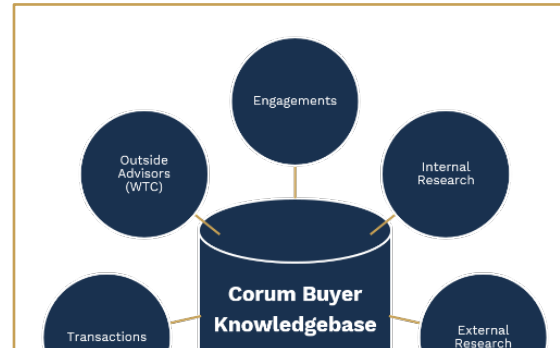 Engagements
Outside
Advisors
(WTC)
Internal
Research
Corum Buyer
Knowledgebase
Transactions
External
Research